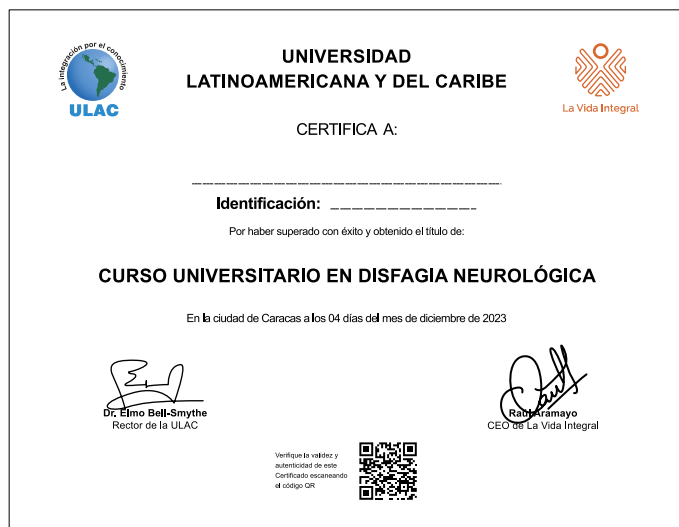 La integración por el conocimiento
ULAC
UNIVERSIDAD
LATINOAMERICANA Y DEL CARIBE
La Vida Integral
CERTIFICA A:
Identificación:
Por haber superado con éxito y obtenido el título de:
CURSO UNIVERSITARIO EN DISFAGIA NEUROLÓGICA
En la ciudad de Caracas a los 04 días del mes de diciembre de 2023
Dr. Elmo Bell-Smythe
Rector de la ULAC
Raúl Aramayo
CEO de La Vida Integral
Verifique la validez y
autenticidad de este
Certificado escaneando
el código QR